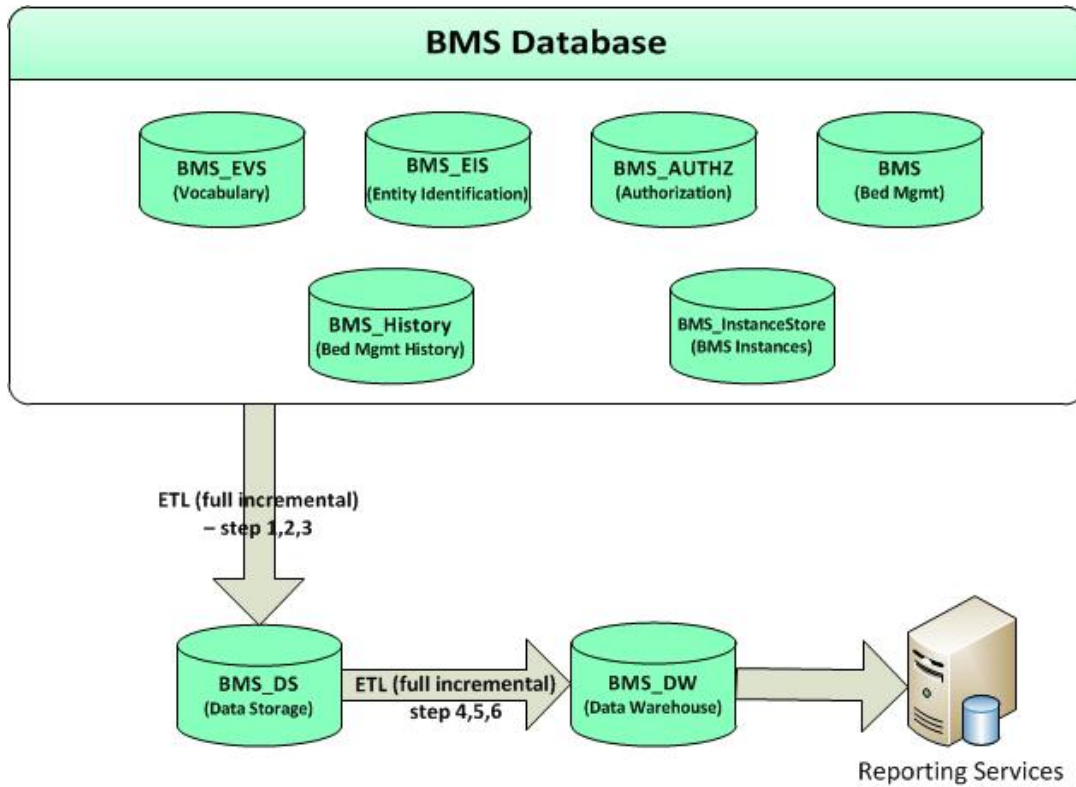 BMS Database
BMS_EVS
(Vocabulary)
BMS_EIS
(Entity Identification)
BMS_AUTHZ
(Authorization)
BMS
(Bed Mgmt)
BMS_History
(Bed Mgmt History)
BMS_InstanceStore
(BMS Instances)
ETL (full incremental)
– step 1,2,3
BMS_DS
(Data Storage)
ETL (full incremental)
step 4,5,6
BMS_DW
(Data Warehouse)
Reporting Services